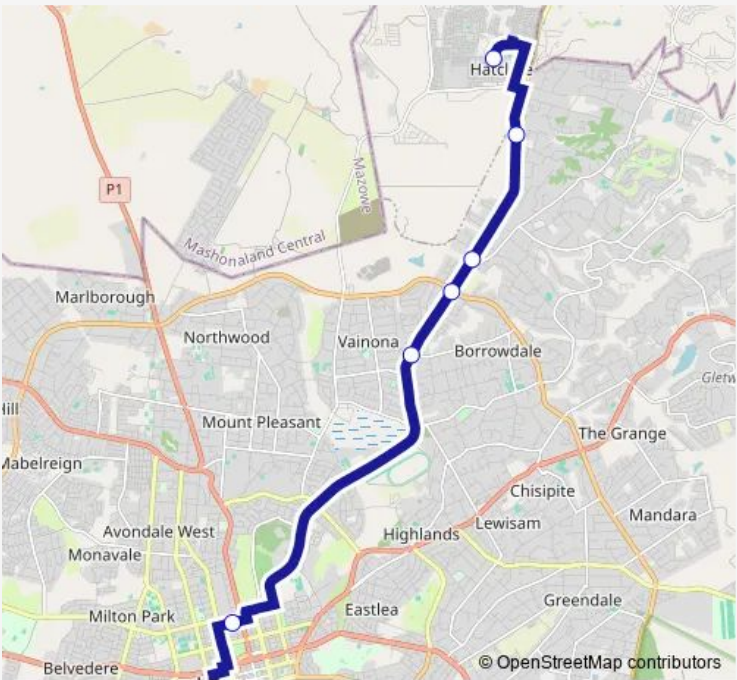 Hatcl e
P1
Mazowe
Mashonaland Central
Marlborough
Northwood
Vainona
Borrowdale
Gletw
Hill
Mount Pleasant
The Grange
Mabelreign
Chisipite
Mandara
Avondale West
Highlands
Lewisam
Monavale
Milton Park
Eastlea
Greendale
Belvedere
© OpenStreetMap contributors